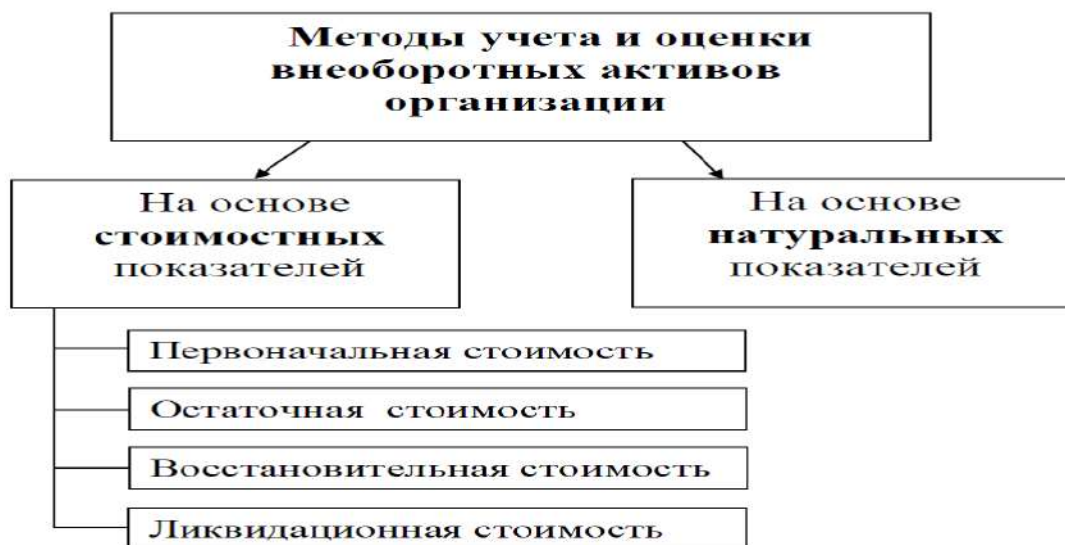 Методы учета и оценки
внеоборотных активов
организации
На основе
стоимостных
показателей
На основе
натуральных
показателей
Первоначальная стоимость
Остаточная стоимость
Восстановительная стоимость
Ликвидационная стоимость